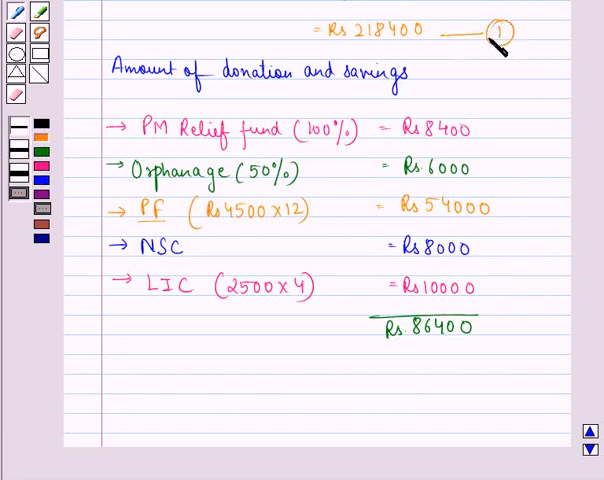 = Rs 218400 —— 1
Amount of donation and savings
→ PM Relief fund (100%) = Rs 8400
→ Orphanage (50%) = Rs. 6000
→ PF (Rs 4500 × 12) = Rs 54000
→ NSC = Rs 8000
→ LIC (2500 × 4) = Rs 10000
Rs. 86400